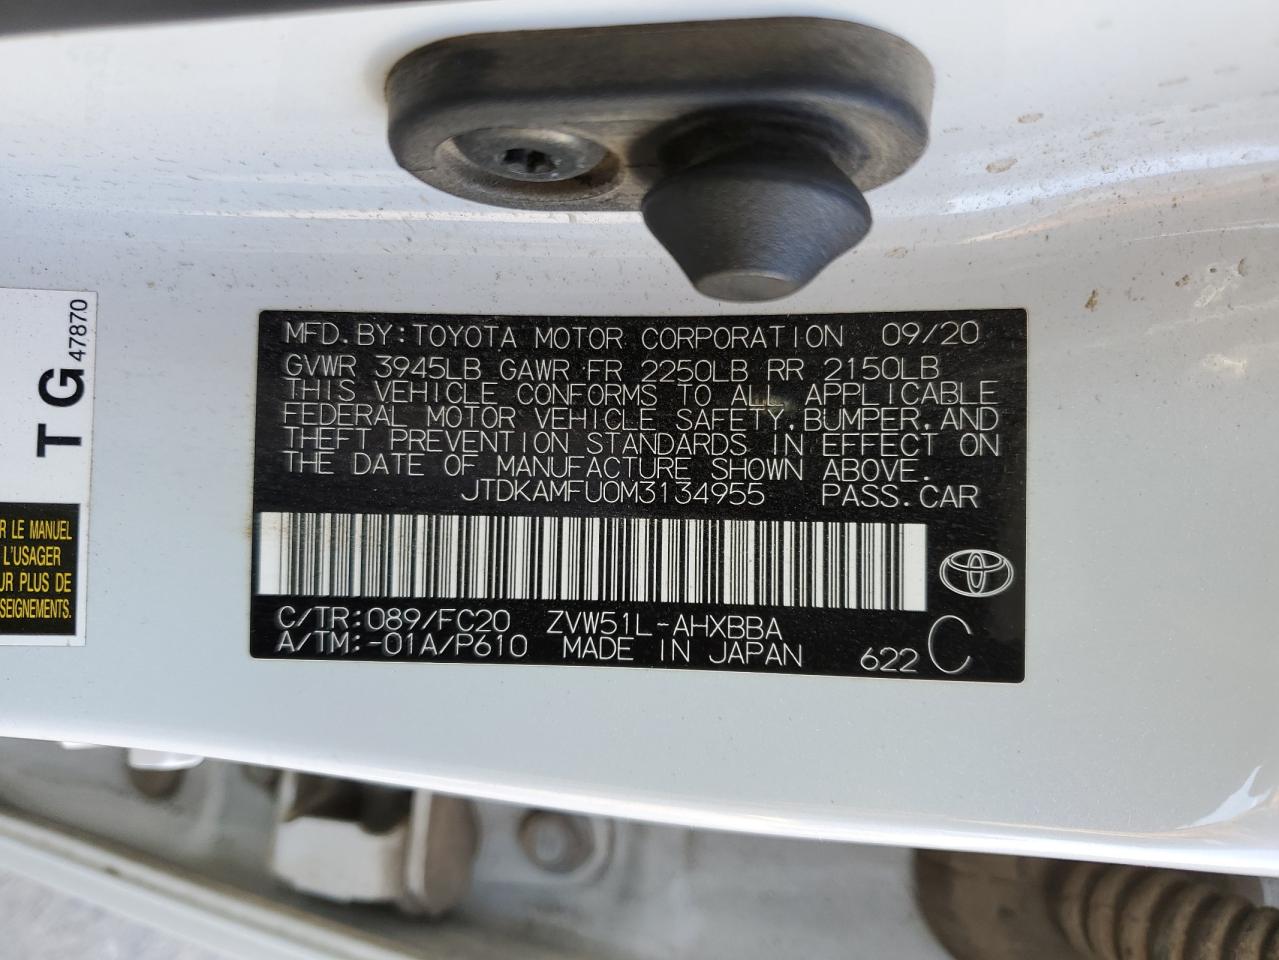 MFD.BY:TOYOTA MOTOR CORPORATION 09/20
GVWR 3945LB GAWR FR 2250LB RR 2150LB
THIS VEHICLE CONFORMS TO ALL APPLICABLE
FEDERAL MOTOR VEHICLE SAFETY,BUMPER,AND
THEFT PREVENTION STANDARDS IN EFFECT ON
THE DATE OF MANUFACTURE SHOWN ABOVE.
JTDKAMFU0M3134955 PASS.CAR
C/TR:089/FC20 ZVW51L-AHXBBA
A/TM:-01A/P610 MADE IN JAPAN 622 C
T G 47870
LE MANUEL
L'USAGER
PLUS DE